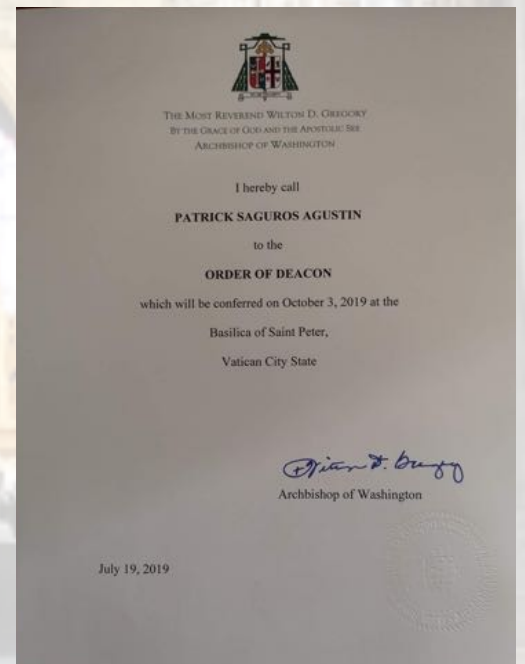 THE MOST REVEREND WILTON D. GREGORY
BY THE GRACE OF GOD AND THE APOSTOLIC SEE
ARCHBISHOP OF WASHINGTON
I hereby call
PATRICK SAGUROS AGUSTIN
to the
ORDER OF DEACON
which will be conferred on October 3, 2019 at the
Basilica of Saint Peter,
Vatican City State
Wilton D. Gregory
Archbishop of Washington
July 19, 2019